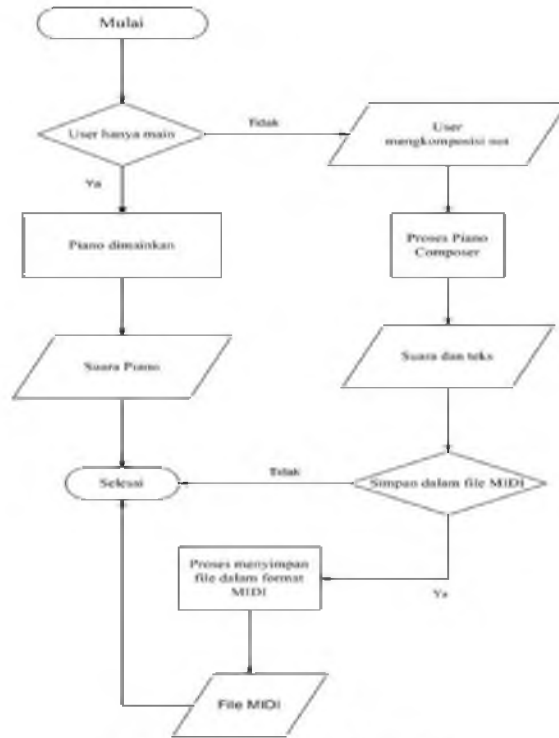 Mulai
User hanya main
Tidak
User
mengkomposisi not
Ya
Piano dimainkan
Proses Piano
Composer
Suara Piano
Suara dan teks
Selesai
Tidak
Simpan dalam file MIDI
Proses menyimpan
file dalam format
MIDI
Ya
File MIDI